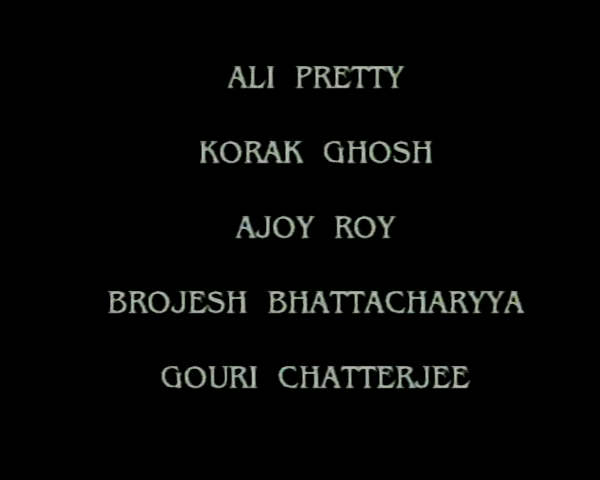 ALI PRETTY
KORAK GHOSH
AJOY ROY
BROJESH BHATTACHARYYA
GOURI CHATTERJEE